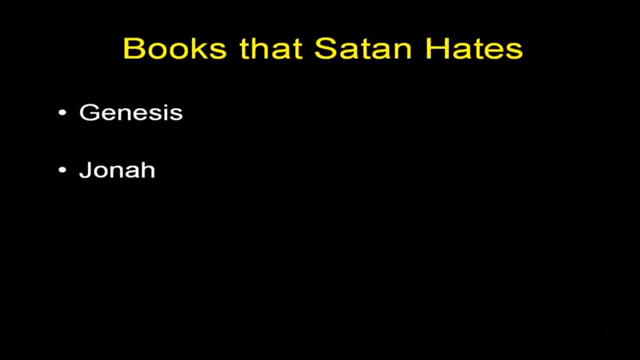 Books that Satan Hates
• Genesis
• Jonah